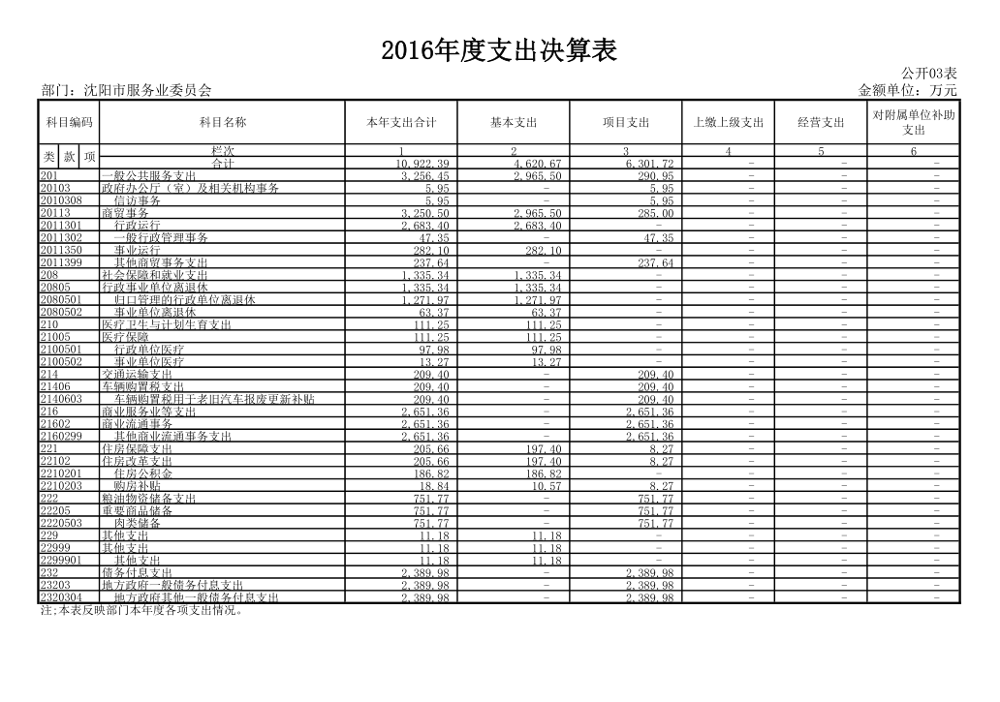 2016年度支出决算表
公开03表
部门：沈阳市服务业委员会 金额单位：万元
科目编码 科目名称 本年支出合计 基本支出 项目支出 上缴上级支出 经营支出 对附属单位补助支出
类 款 项 栏次 1 2 3 4 5 6
合计 10,922.39 4,620.67 6,301.72 － － －
201 一般公共服务支出 3,256.45 2,965.50 290.95 － － －
20103 政府办公厅（室）及相关机构事务 5.95 － 5.95 － － －
2010308 信访事务 5.95 － 5.95 － － －
20113 商贸事务 3,250.50 2,965.50 285.00 － － －
2011301 行政运行 2,683.40 2,683.40 － － － －
2011302 一般行政管理事务 47.35 － 47.35 － － －
2011350 事业运行 282.10 282.10 － － － －
2011399 其他商贸事务支出 237.64 － 237.64 － － －
208 社会保障和就业支出 1,335.34 1,335.34 － － － －
20805 行政事业单位离退休 1,335.34 1,335.34 － － － －
2080501 归口管理的行政单位离退休 1,271.97 1,271.97 － － － －
2080502 事业单位离退休 63.37 63.37 － － － －
210 医疗卫生与计划生育支出 111.25 111.25 － － － －
21005 医疗保障 111.25 111.25 － － － －
2100501 行政单位医疗 97.98 97.98 － － － －
2100502 事业单位医疗 13.27 13.27 － － － －
214 交通运输支出 209.40 － 209.40 － － －
21406 车辆购置税支出 209.40 － 209.40 － － －
2140603 车辆购置税用于老旧汽车报废更新补贴 209.40 － 209.40 － － －
216 商业服务业等支出 2,651.36 － 2,651.36 － － －
21602 商业流通事务 2,651.36 － 2,651.36 － － －
2160299 其他商业流通事务支出 2,651.36 － 2,651.36 － － －
221 住房保障支出 205.66 197.40 8.27 － － －
22102 住房改革支出 205.66 197.40 8.27 － － －
2210201 住房公积金 186.82 186.82 － － － －
2210203 购房补贴 18.84 10.57 8.27 － － －
222 粮油物资储备支出 751.77 － 751.77 － － －
22205 重要商品储备 751.77 － 751.77 － － －
2220503 肉类储备 751.77 － 751.77 － － －
229 其他支出 11.18 11.18 － － － －
22999 其他支出 11.18 11.18 － － － －
2299901 其他支出 11.18 11.18 － － － －
232 债务付息支出 2,389.98 － 2,389.98 － － －
23203 地方政府一般债务付息支出 2,389.98 － 2,389.98 － － －
2320304 地方政府其他一般债务付息支出 2,389.98 － 2,389.98 － － －
注:本表反映部门本年度各项支出情况。